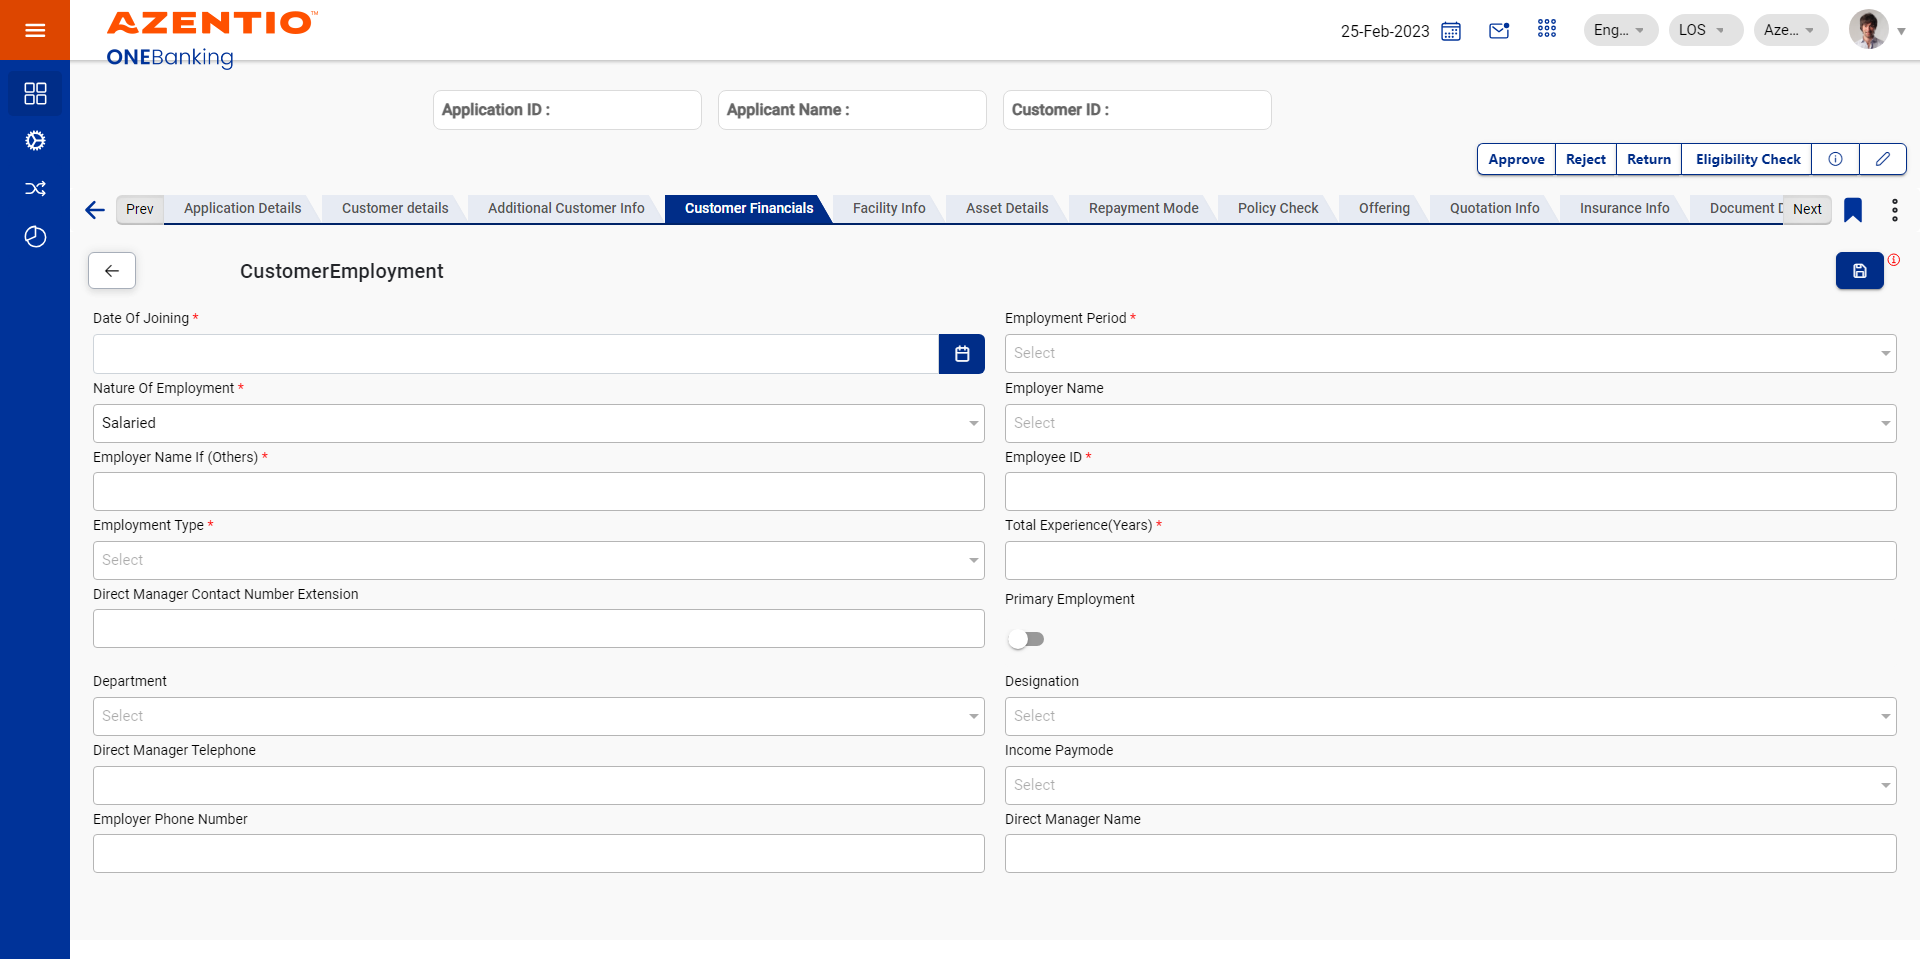 AZENTIO™
ONEBanking
25-Feb-2023
Eng...
LOS
Aze...
Application ID :
Applicant Name :
Customer ID :
Approve
Reject
Return
Eligibility Check
Prev
Application Details
Customer details
Additional Customer Info
Customer Financials
Facility Info
Asset Details
Repayment Mode
Policy Check
Offering
Quotation Info
Insurance Info
Document D
Next
CustomerEmployment
Date Of Joining *
Employment Period *
Select
Nature Of Employment *
Salaried
Employer Name
Select
Employer Name If (Others) *
Employee ID *
Employment Type *
Select
Total Experience(Years) *
Direct Manager Contact Number Extension
Primary Employment
Department
Select
Designation
Select
Direct Manager Telephone
Income Paymode
Select
Employer Phone Number
Direct Manager Name